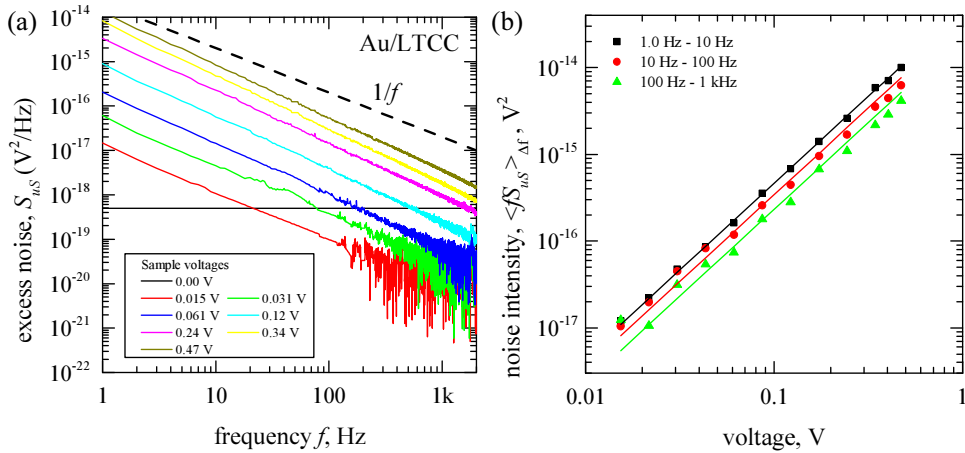 (a)
Au/LTCC
1/f
excess noise, S_uS (V²/Hz)
10⁻¹⁴
10⁻¹⁵
10⁻¹⁶
10⁻¹⁷
10⁻¹⁸
10⁻¹⁹
10⁻²⁰
10⁻²¹
10⁻²²
Sample voltages
0.00 V
0.015 V 0.031 V
0.061 V 0.12 V
0.24 V 0.34 V
0.47 V
1 10 100 1k
frequency f, Hz
(b)
1.0 Hz - 10 Hz
10 Hz - 100 Hz
100 Hz - 1 kHz
noise intensity, <fS_uS>_Δf, V²
10⁻¹⁴
10⁻¹⁵
10⁻¹⁶
10⁻¹⁷
0.01 0.1 1
voltage, V